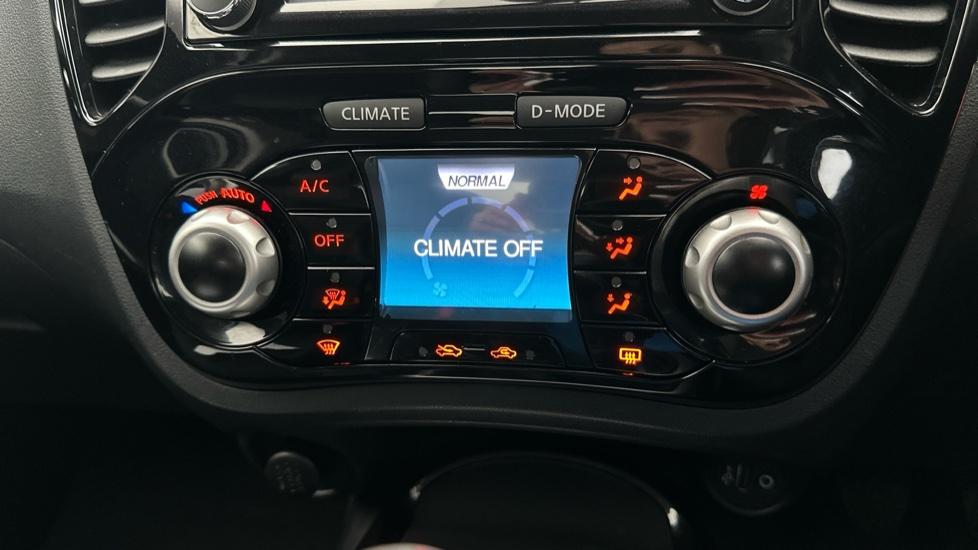 CLIMATE
D-MODE
PUSH AUTO
A/C
OFF
NORMAL
CLIMATE OFF